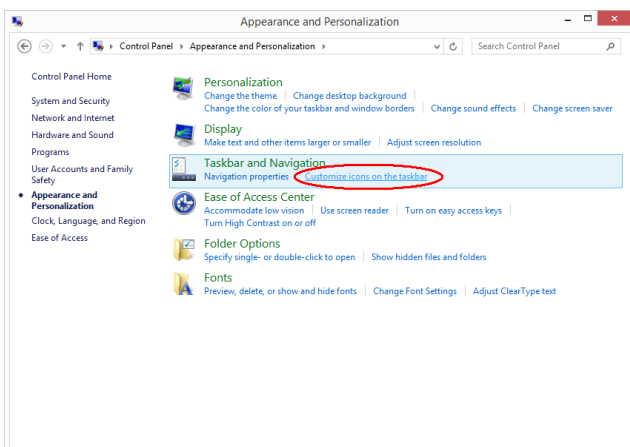 Appearance and Personalization
Control Panel Appearance and Personalization
Search Control Panel
Control Panel Home
System and Security
Network and Internet
Hardware and Sound
Programs
User Accounts and Family
Safety
Appearance and
Personalization
Clock, Language, and Region
Ease of Access
Personalization
Change the theme Change desktop background
Change the color of your taskbar and window borders Change sound effects Change screen saver
Display
Make text and other items larger or smaller Adjust screen resolution
Taskbar and Navigation
Navigation properties Customize icons on the taskbar
Ease of Access Center
Accommodate low vision Use screen reader Turn on easy access keys
Turn High Contrast on or off
Folder Options
Specify single- or double-click to open Show hidden files and folders
Fonts
Preview, delete, or show and hide fonts Change Font Settings Adjust ClearType text